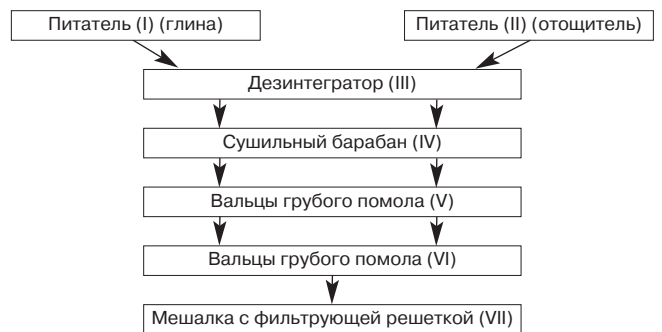 Питатель (I) (глина)
Питатель (II) (отощитель)
Дезинтегратор (III)
Сушильный барабан (IV)
Вальцы грубого помола (V)
Вальцы грубого помола (VI)
Мешалка с фильтрующей решеткой (VII)